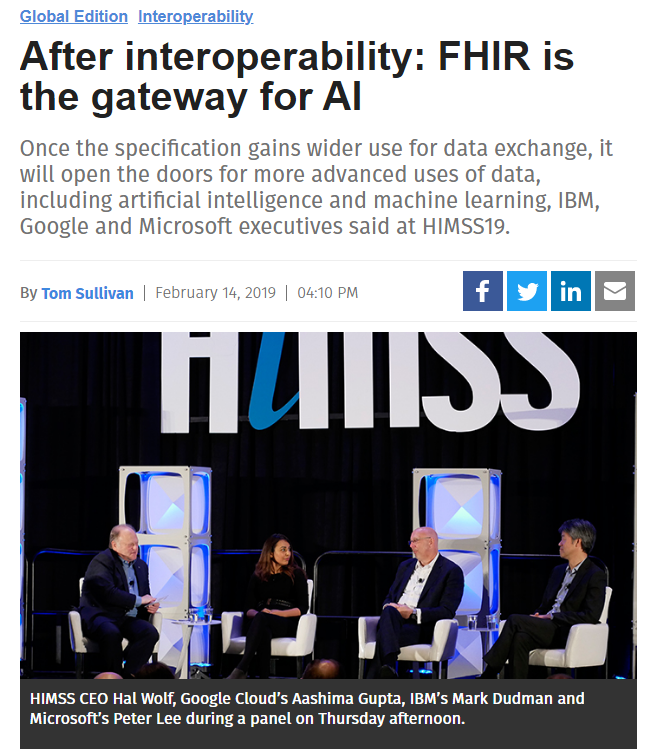 Global Edition Interoperability
After interoperability: FHIR is
the gateway for AI
Once the specification gains wider use for data exchange, it
will open the doors for more advanced uses of data,
including artificial intelligence and machine learning, IBM,
Google and Microsoft executives said at HIMSS19.
By Tom Sullivan | February 14, 2019 | 04:10 PM
HiMSS
HIMSS CEO Hal Wolf, Google Cloud's Aashima Gupta, IBM's Mark Dudman and
Microsoft's Peter Lee during a panel on Thursday afternoon.